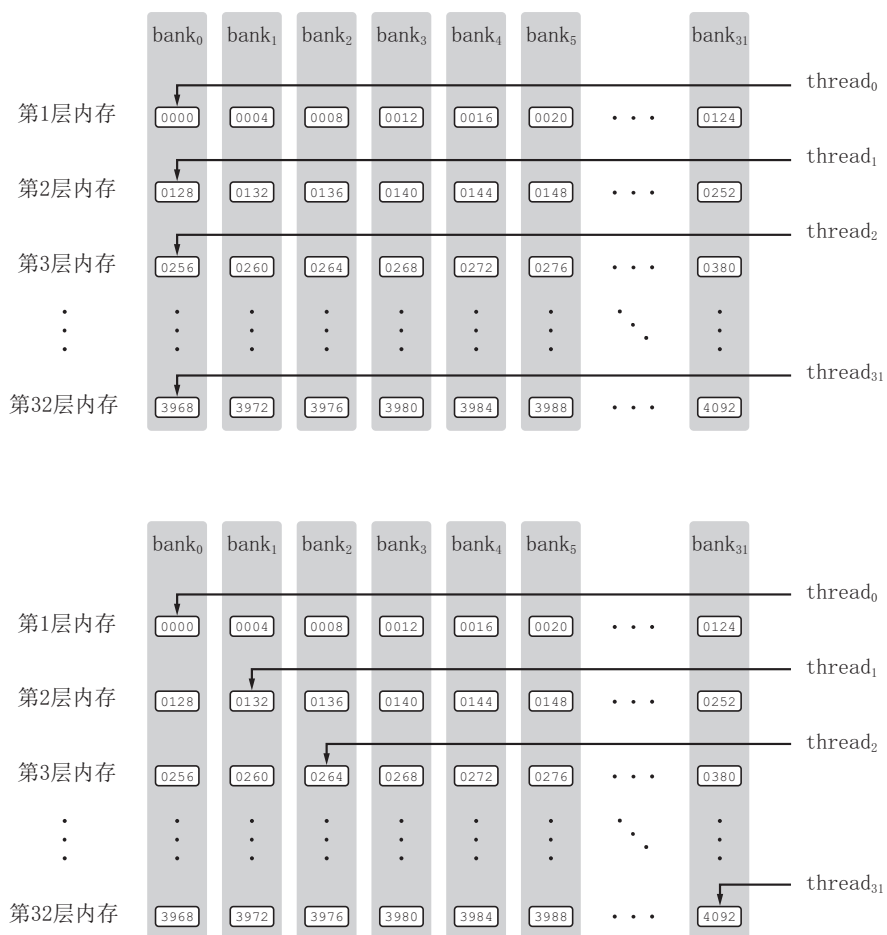 bank₀ bank₁ bank₂ bank₃ bank₄ bank₅ bank₃₁
thread₀
第1层内存 0000 0004 0008 0012 0016 0020 · · · 0124
thread₁
第2层内存 0128 0132 0136 0140 0144 0148 · · · 0252
thread₂
第3层内存 0256 0260 0264 0268 0272 0276 · · · 0380
thread₃₁
第32层内存 3968 3972 3976 3980 3984 3988 · · · 4092
bank₀ bank₁ bank₂ bank₃ bank₄ bank₅ bank₃₁
thread₀
第1层内存 0000 0004 0008 0012 0016 0020 · · · 0124
thread₁
第2层内存 0128 0132 0136 0140 0144 0148 · · · 0252
thread₂
第3层内存 0256 0260 0264 0268 0272 0276 · · · 0380
thread₃₁
第32层内存 3968 3972 3976 3980 3984 3988 · · · 4092